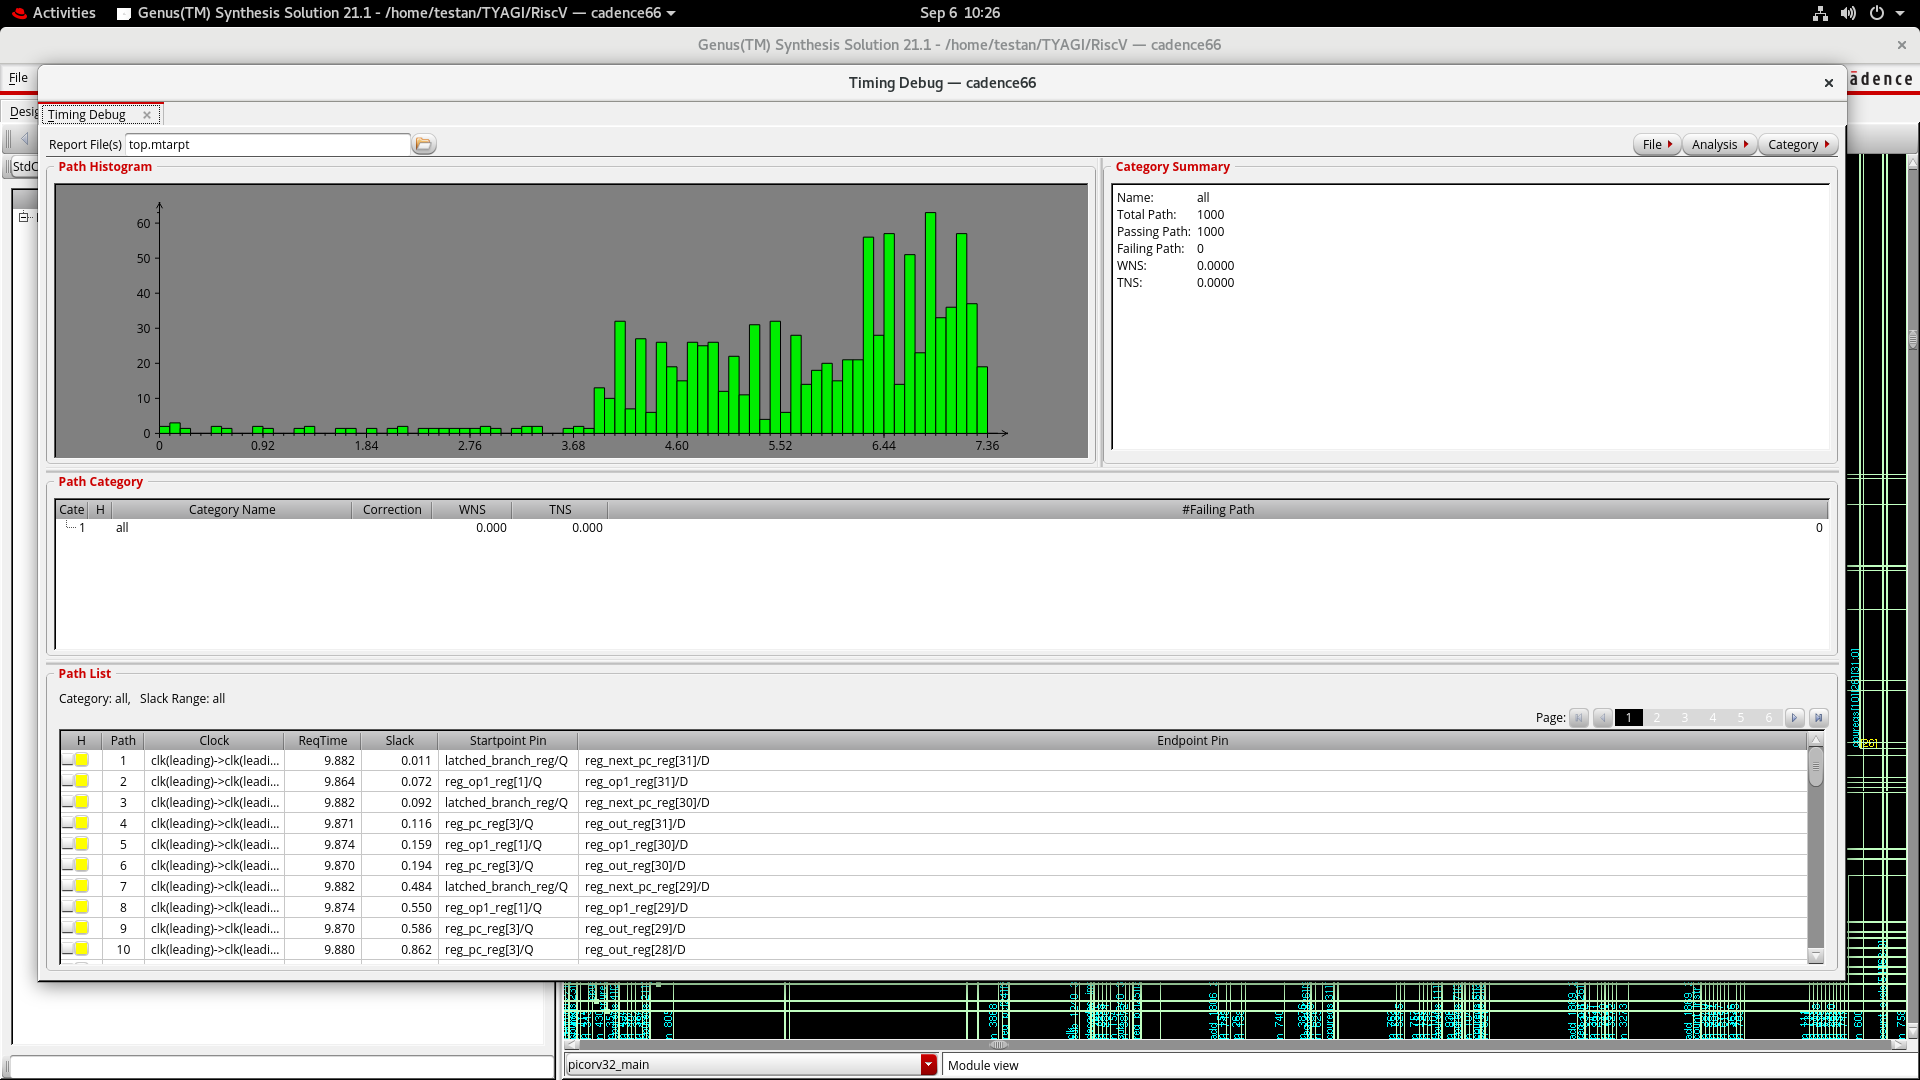 Activities Genus(TM) Synthesis Solution 21.1 - /home/testan/TYAGI/RiscV — cadence66 Sep 6 10:26
Genus(TM) Synthesis Solution 21.1 - /home/testan/TYAGI/RiscV — cadence66
File
cādence
Timing Debug — cadence66
Desig
Timing Debug
Report File(s) top.mtarpt File Analysis Category
StdC
Path Histogram
60
50
40
30
20
10
0
0 0.92 1.84 2.76 3.68 4.60 5.52 6.44 7.36
Category Summary
Name: all
Total Path: 1000
Passing Path: 1000
Failing Path: 0
WNS: 0.0000
TNS: 0.0000
Path Category
Cate H Category Name Correction WNS TNS #Failing Path
1 all 0.000 0.000 0
Path List
Category: all, Slack Range: all
Page: 1 2 3 4 5 6
H Path Clock ReqTime Slack Startpoint Pin Endpoint Pin
1 clk(leading)->clk(leadi... 9.882 0.011 latched_branch_reg/Q reg_next_pc_reg[31]/D
2 clk(leading)->clk(leadi... 9.864 0.072 reg_op1_reg[1]/Q reg_op1_reg[31]/D
3 clk(leading)->clk(leadi... 9.882 0.092 latched_branch_reg/Q reg_next_pc_reg[30]/D
4 clk(leading)->clk(leadi... 9.871 0.116 reg_pc_reg[3]/Q reg_out_reg[31]/D
5 clk(leading)->clk(leadi... 9.874 0.159 reg_op1_reg[1]/Q reg_op1_reg[30]/D
6 clk(leading)->clk(leadi... 9.870 0.194 reg_pc_reg[3]/Q reg_out_reg[30]/D
7 clk(leading)->clk(leadi... 9.882 0.484 latched_branch_reg/Q reg_next_pc_reg[29]/D
8 clk(leading)->clk(leadi... 9.874 0.550 reg_op1_reg[1]/Q reg_op1_reg[29]/D
9 clk(leading)->clk(leadi... 9.870 0.586 reg_pc_reg[3]/Q reg_out_reg[29]/D
10 clk(leading)->clk(leadi... 9.880 0.862 reg_pc_reg[3]/Q reg_out_reg[28]/D
picorv32_main Module view